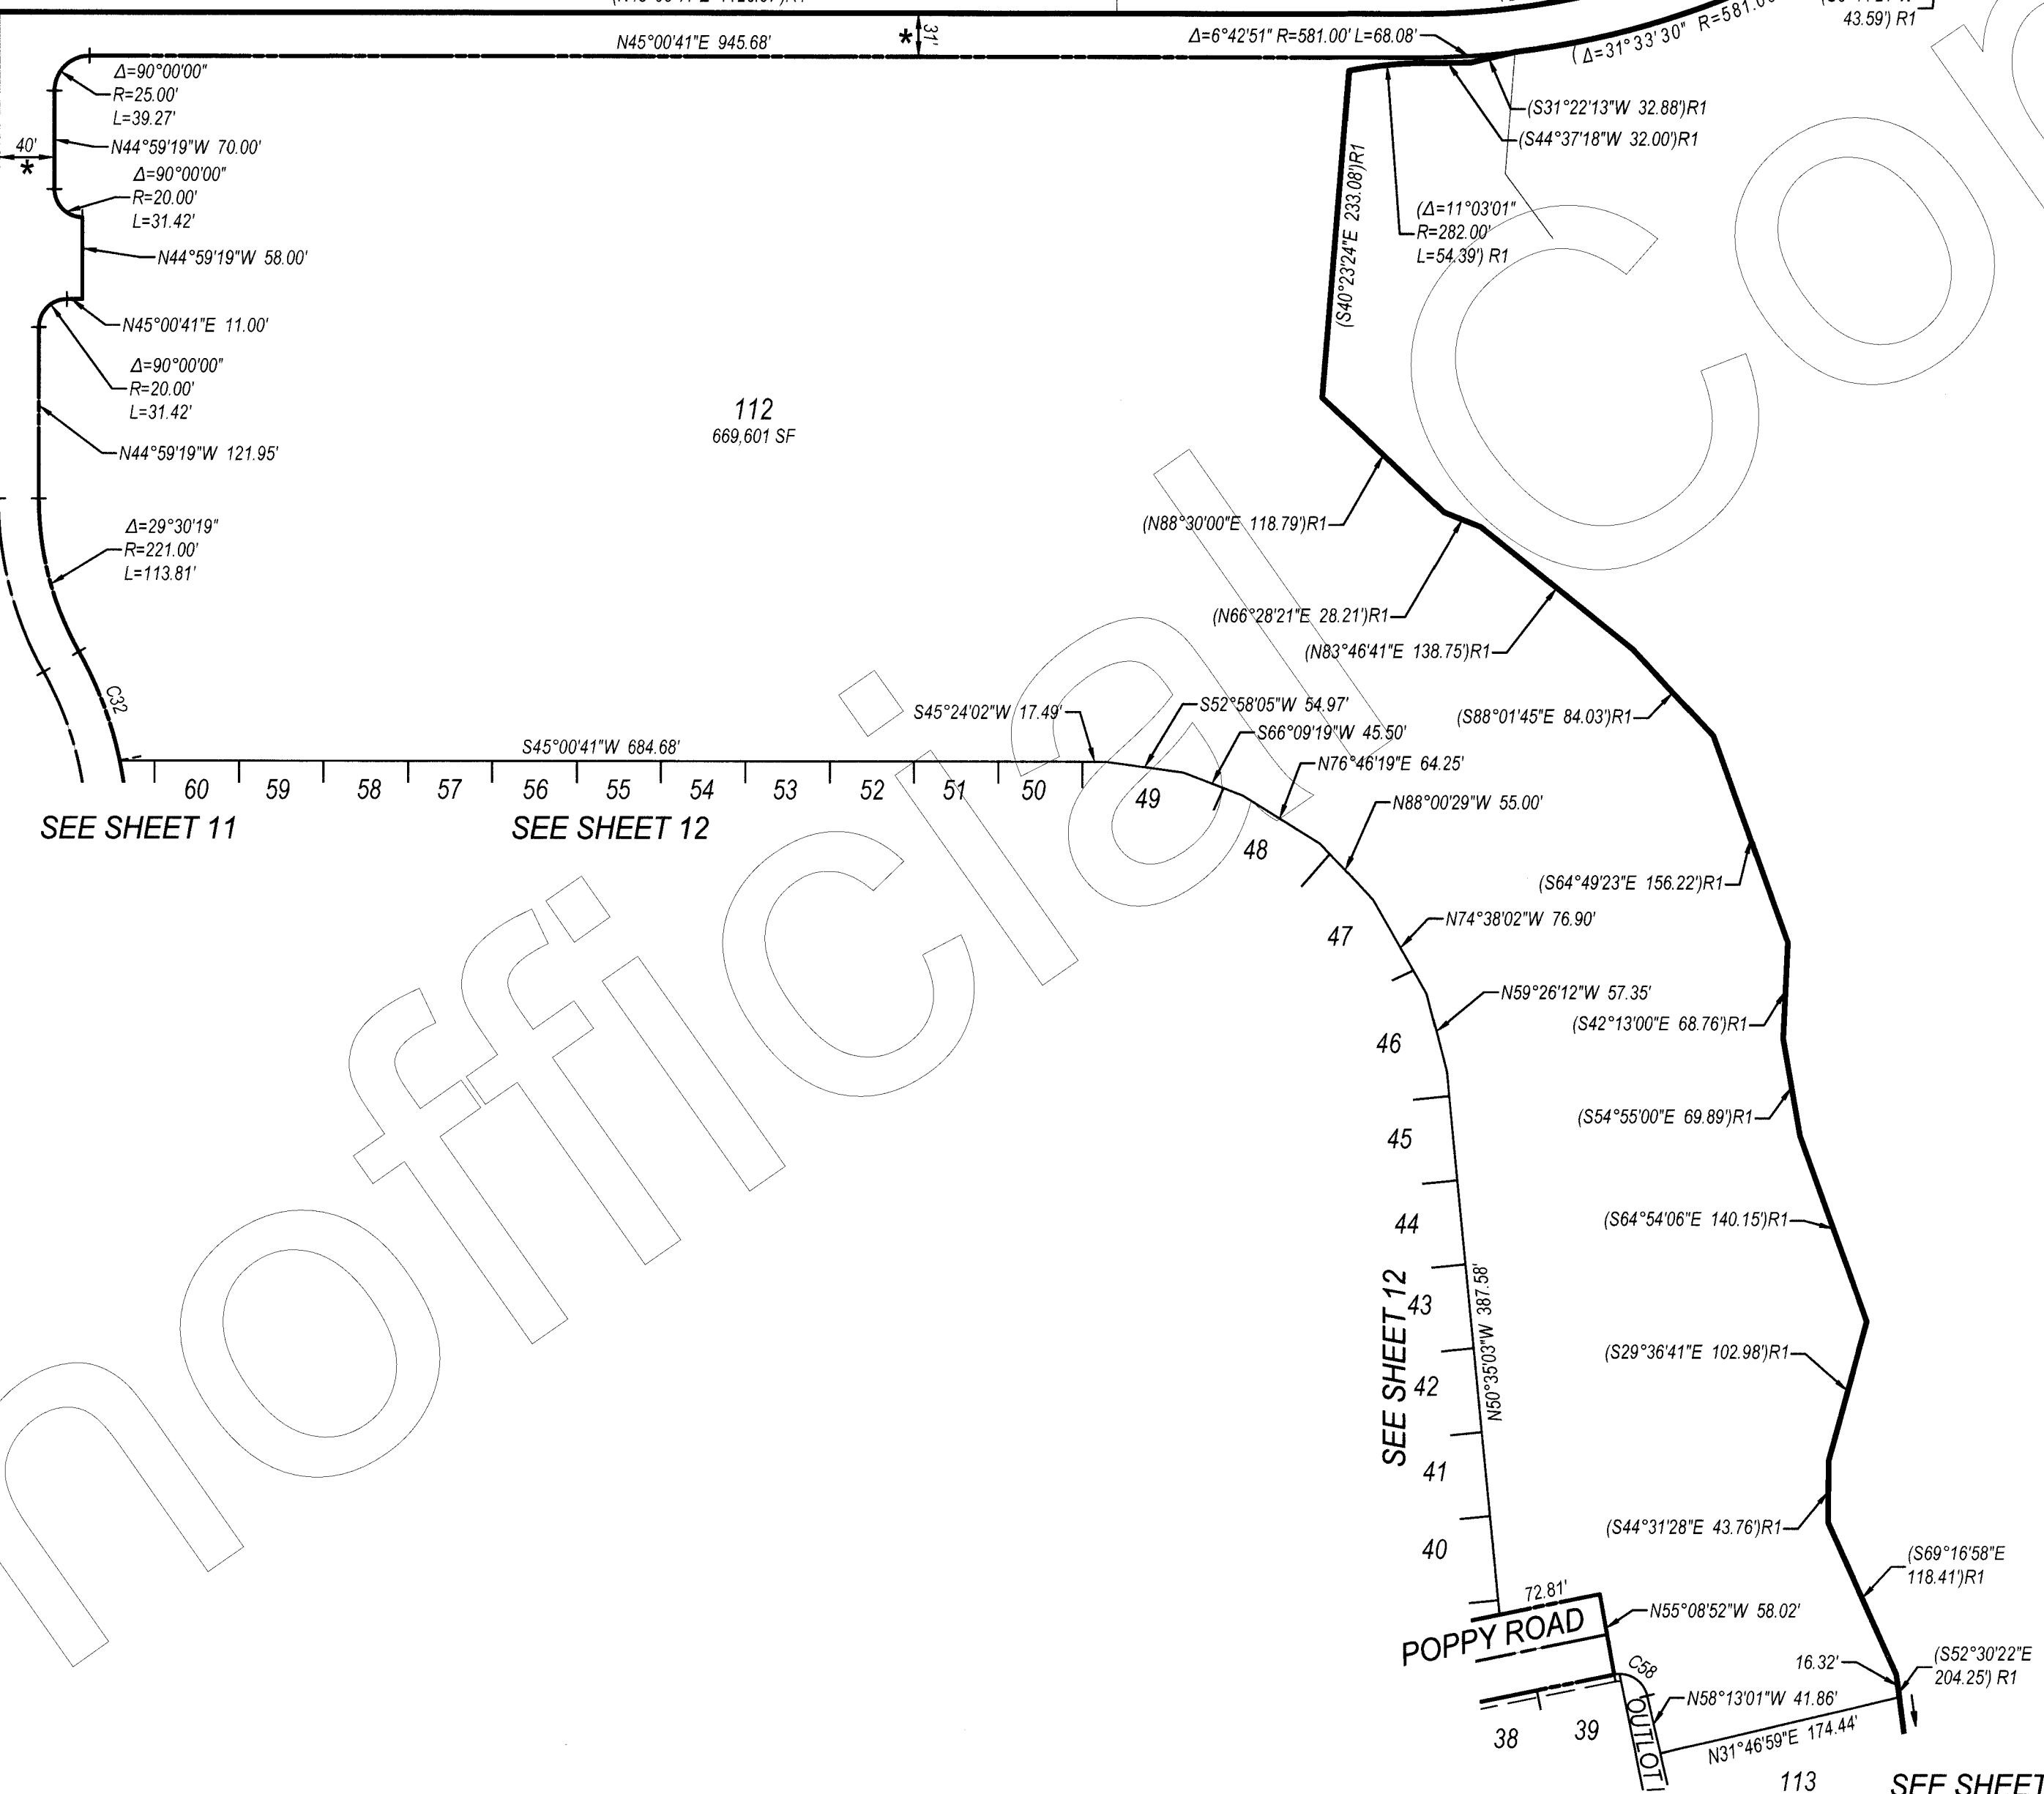 N45°00'41"E 945.68'
*
31'
Δ=6°42'51" R=581.00' L=68.08'
(Δ=31°33'30" R=581.00
43.59') R1
Δ=90°00'00"
R=25.00'
L=39.27'
(S31°22'13"W 32.88')R1
(S44°37'18"W 32.00')R1
40'
*
N44°59'19"W 70.00'
Δ=90°00'00"
R=20.00'
L=31.42'
(S40°23'24"E 233.08')R1
(Δ=11°03'01"
R=282.00'
L=54.39') R1
N44°59'19"W 58.00'
N45°00'41"E 11.00'
Δ=90°00'00"
R=20.00'
L=31.42'
112
669,601 SF
N44°59'19"W 121.95'
Δ=29°30'19"
R=221.00'
L=113.81'
(N88°30'00"E 118.79')R1
(N66°28'21"E 28.21')R1
(N83°46'41"E 138.75')R1
C32
(S88°01'45"E 84.03')R1
S45°24'02"W 17.49'
S52°58'05"W 54.97'
S66°09'19"W 45.50'
S45°00'41"W 684.68'
N76°46'19"E 64.25'
60 59 58 57 56 55 54 53 52 51 50
49
N88°00'29"W 55.00'
SEE SHEET 11
SEE SHEET 12
48
(S64°49'23"E 156.22')R1
N74°38'02"W 76.90'
47
N59°26'12"W 57.35'
(S42°13'00"E 68.76')R1
46
(S54°55'00"E 69.89')R1
45
(S64°54'06"E 140.15')R1
44
43
SEE SHEET 12
N50°35'03"W 387.58'
(S29°36'41"E 102.98')R1
42
41
(S44°31'28"E 43.76')R1
40
(S69°16'58"E
118.41')R1
72.81'
N55°08'52"W 58.02'
POPPY ROAD
C58
16.32'
(S52°30'22"E
204.25') R1
N58°13'01"W 41.86'
38
39
OUTLOT I
N31°46'59"E 174.44'
113
SEE SHEET
nofficial Co